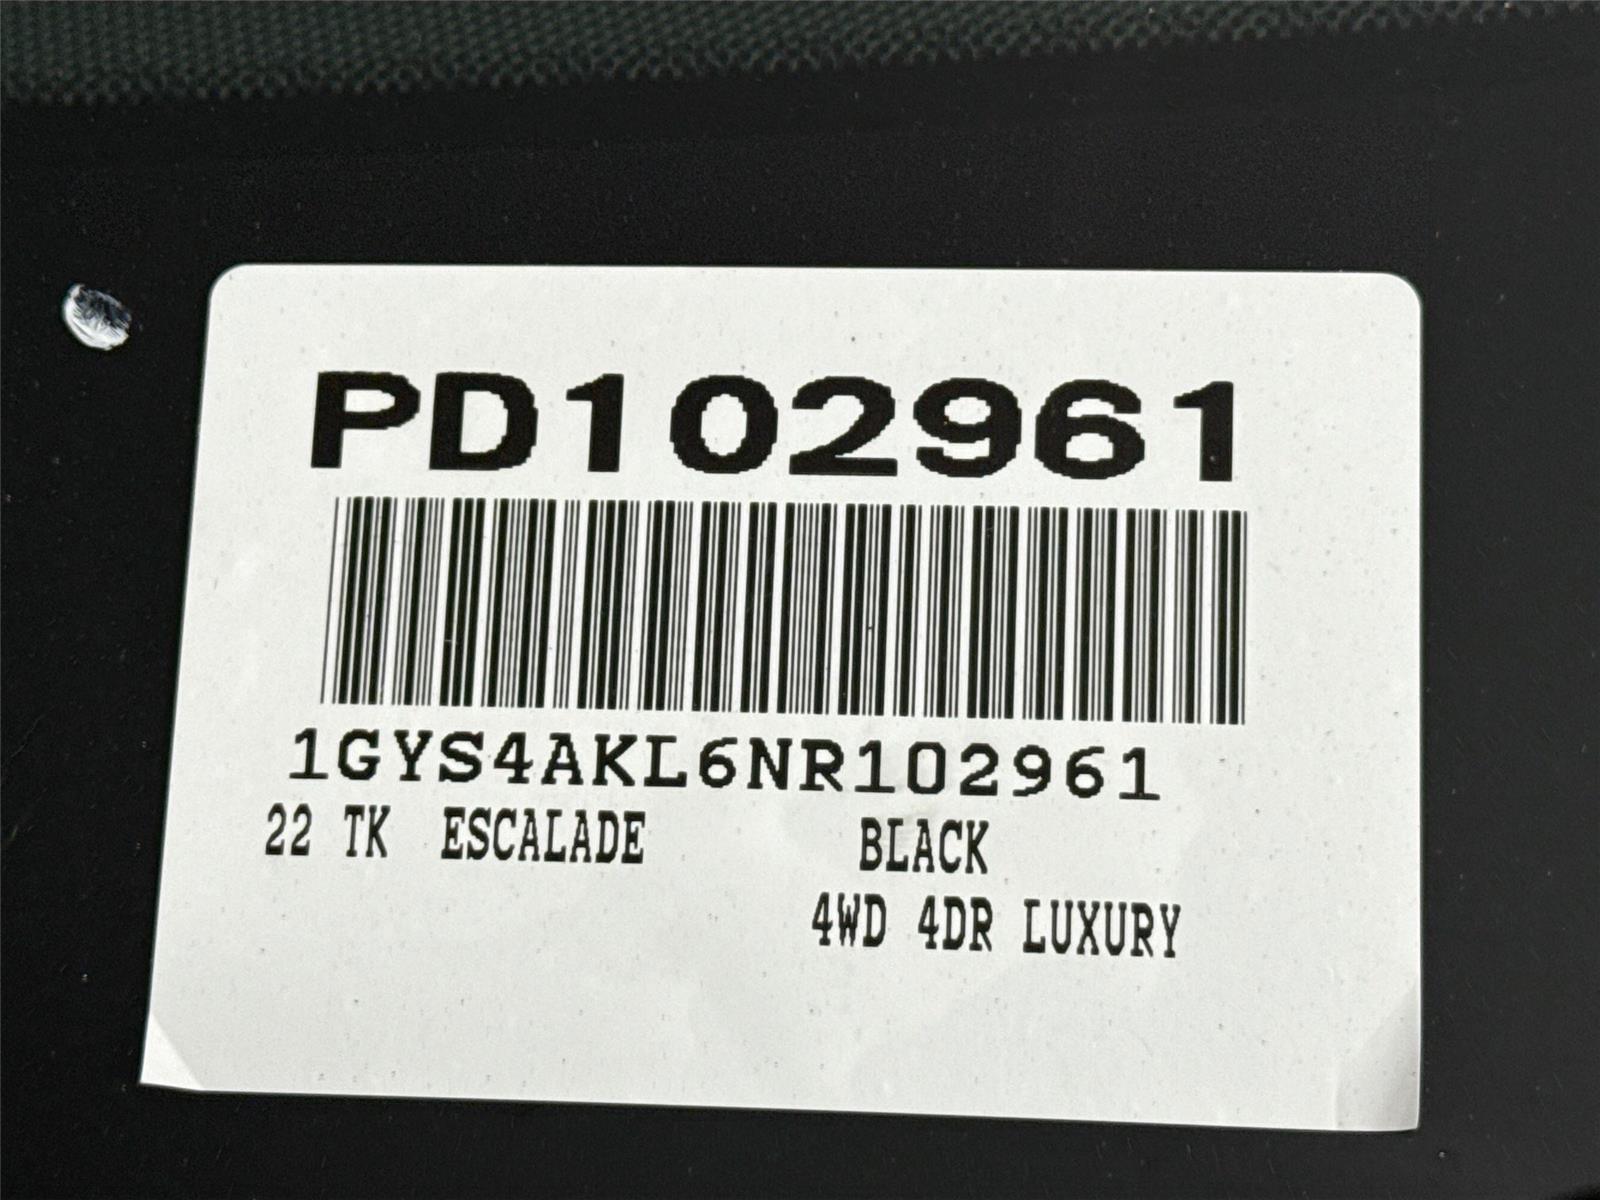 PD102961
1GYS4AKL6NR102961
22 TK ESCALADE BLACK
4WD 4DR LUXURY